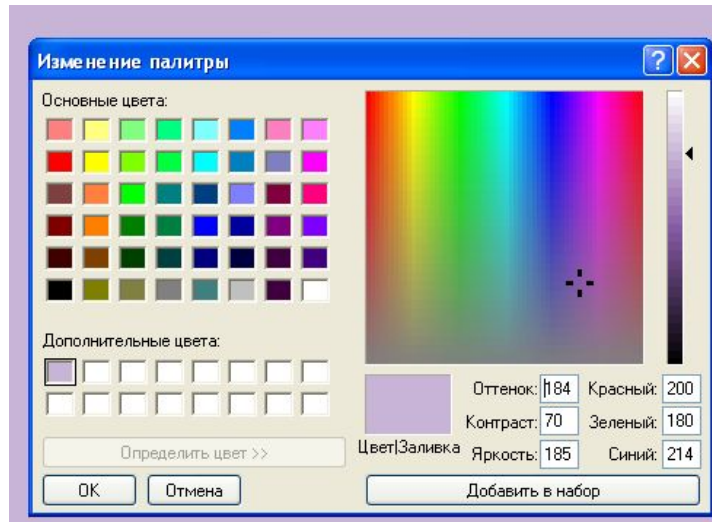 Изменение палитры
Основные цвета:
Дополнительные цвета:
Определить цвет >>
OK Отмена
Цвет|Заливка
Оттенок: 184 Красный: 200
Контраст: 70 Зеленый: 180
Яркость: 185 Синий: 214
Добавить в набор